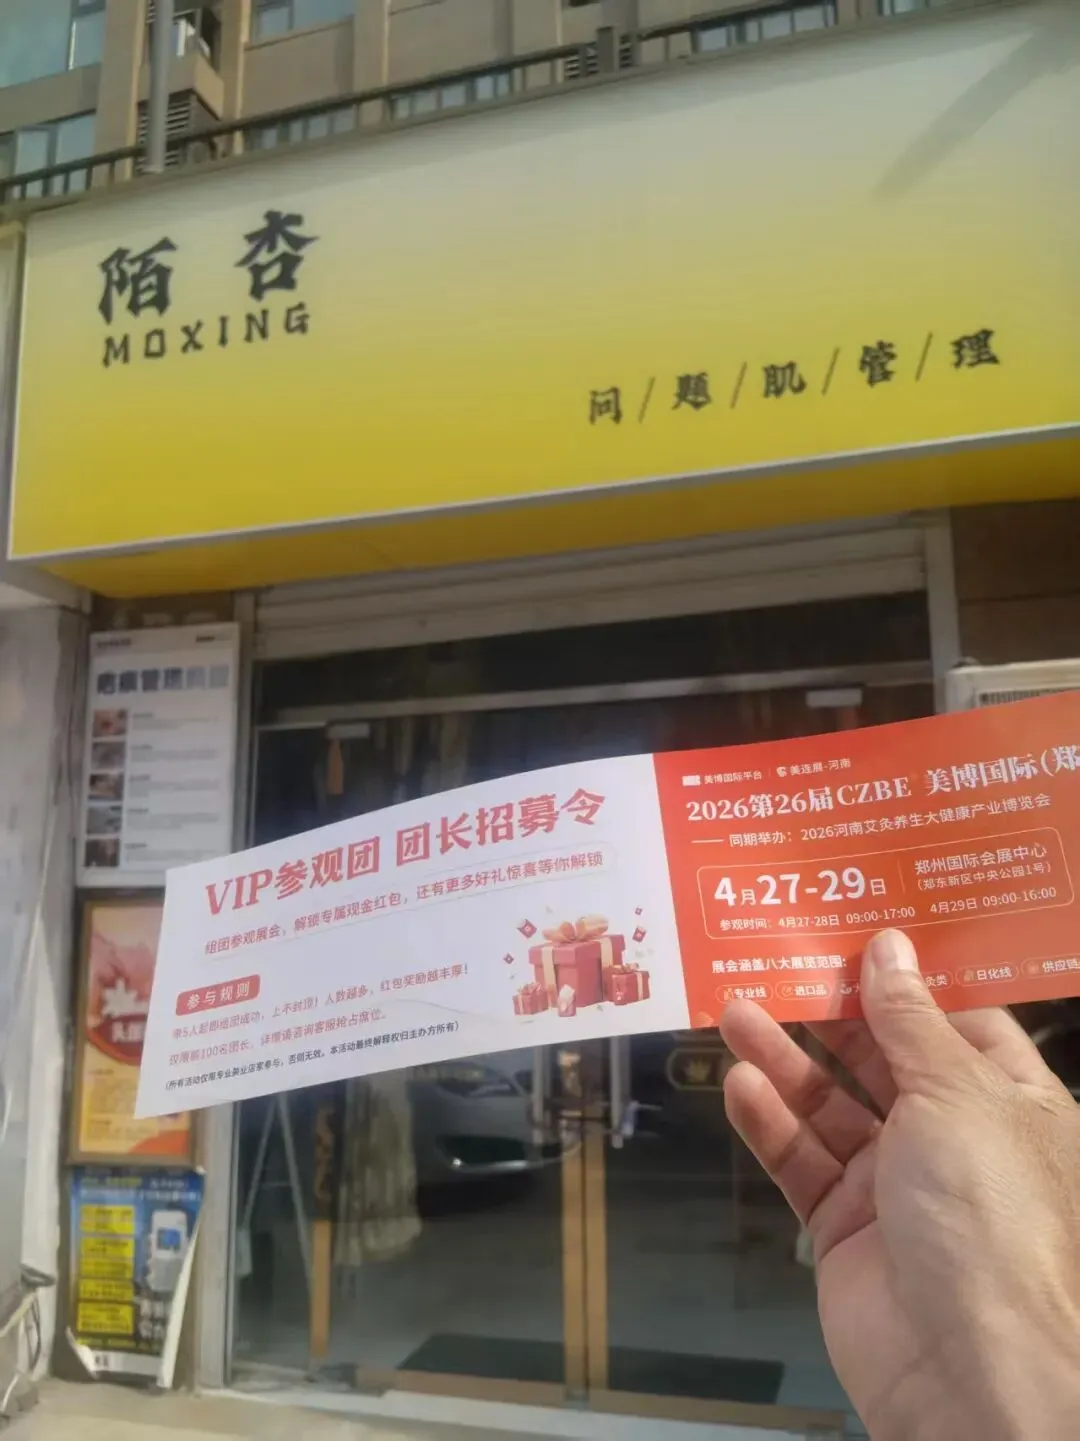 陌杏
MOXING
问/题/肌/管/理
VIP参观团 团长招募令
组团参观展会，解锁专属现金红包，还有更多好礼惊喜等你解锁
参与规则
带5人起即组团成功，上不封顶！人数越多，红包奖励越丰厚！
仅限前100名团长，详情请咨询客服抢占席位。
(所有活动仅限专业美业店家参与，否则无效。本活动最终解释权归主办方所有)
美博国际平台 美连展-河南
2026第26届CZBE 美博国际(郑
同期举办：2026河南艾灸养生大健康产业博览会
4月27-29日
郑州国际会展中心
(郑东新区中央公园1号)
参观时间：4月27-28日 09:00-17:00 4月29日 09:00-16:00
展会涵盖八大展览范围:
专业线 进口品 灸类 日化线 供应链